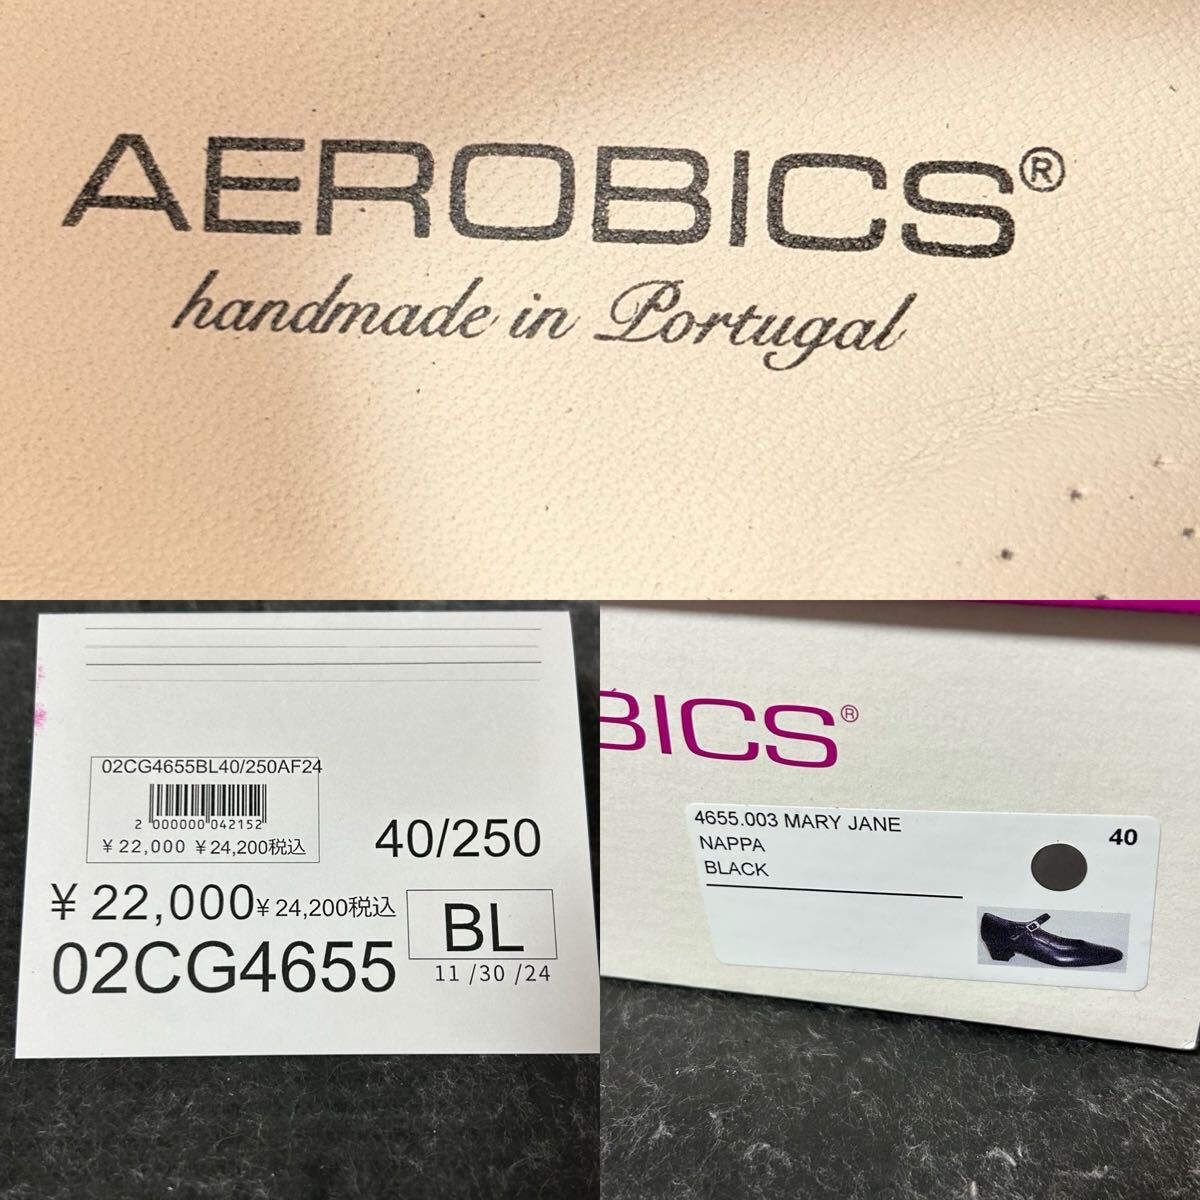 AEROBICS®
handmade in Portugal
02CG4655BL40/250AF24
2 000000 042152
¥22,000 ¥24,200税込
40/250
¥22,000 ¥24,200税込
BL
02CG4655
11/30/24
BICS®
4655.003 MARY JANE
40
NAPPA
BLACK